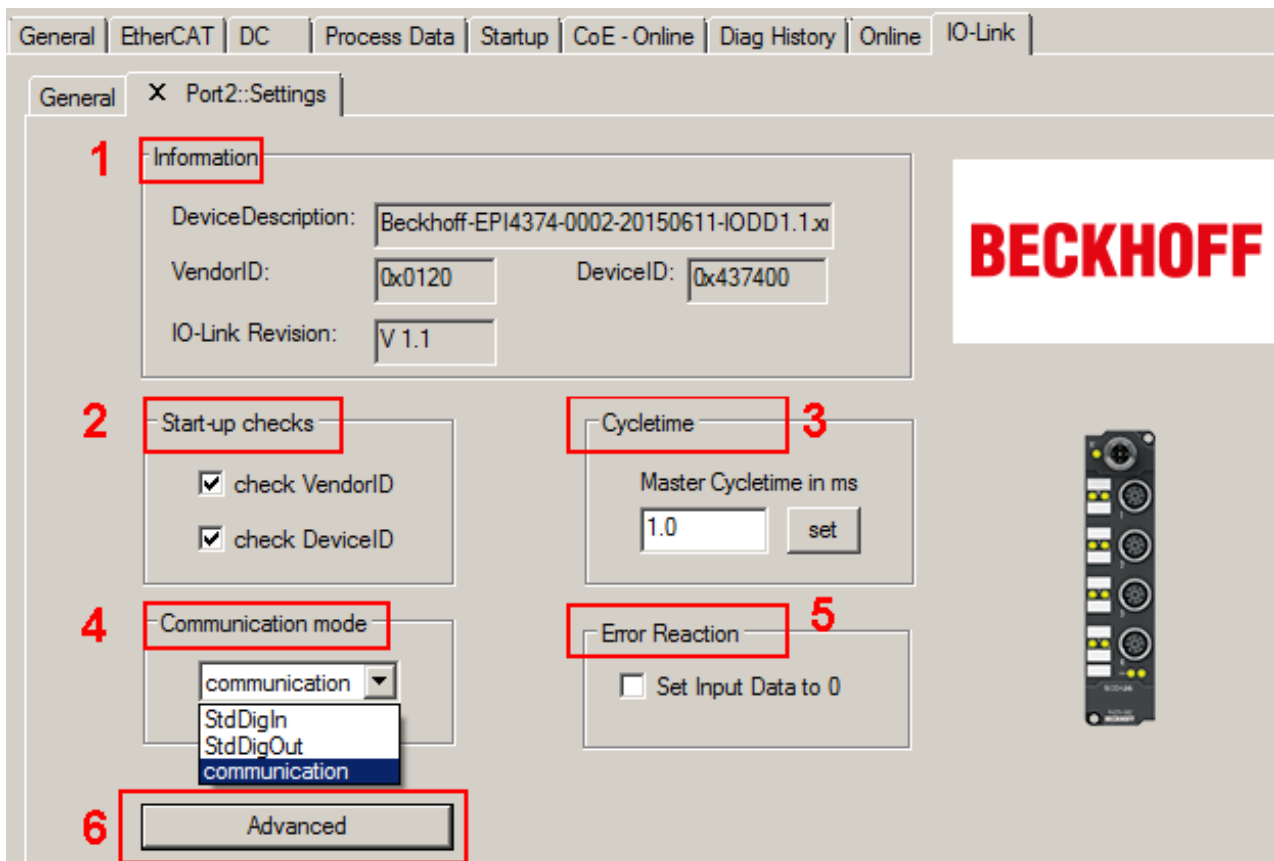 General EtherCAT DC Process Data Startup CoE - Online Diag History Online IO-Link
General X Port2::Settings
1 Information
DeviceDescription: Beckhoff-EPI4374-0002-20150611-IODD1.1.x
VendorID: 0x0120 DeviceID: 0x437400
IO-Link Revision: V 1.1
BECKHOFF
2 Start-up checks
check VendorID
check DeviceID
Cycletime 3
Master Cycletime in ms
1.0 set
4 Communication mode
communication
StdDigIn
StdDigOut
communication
Error Reaction 5
Set Input Data to 0
6 Advanced